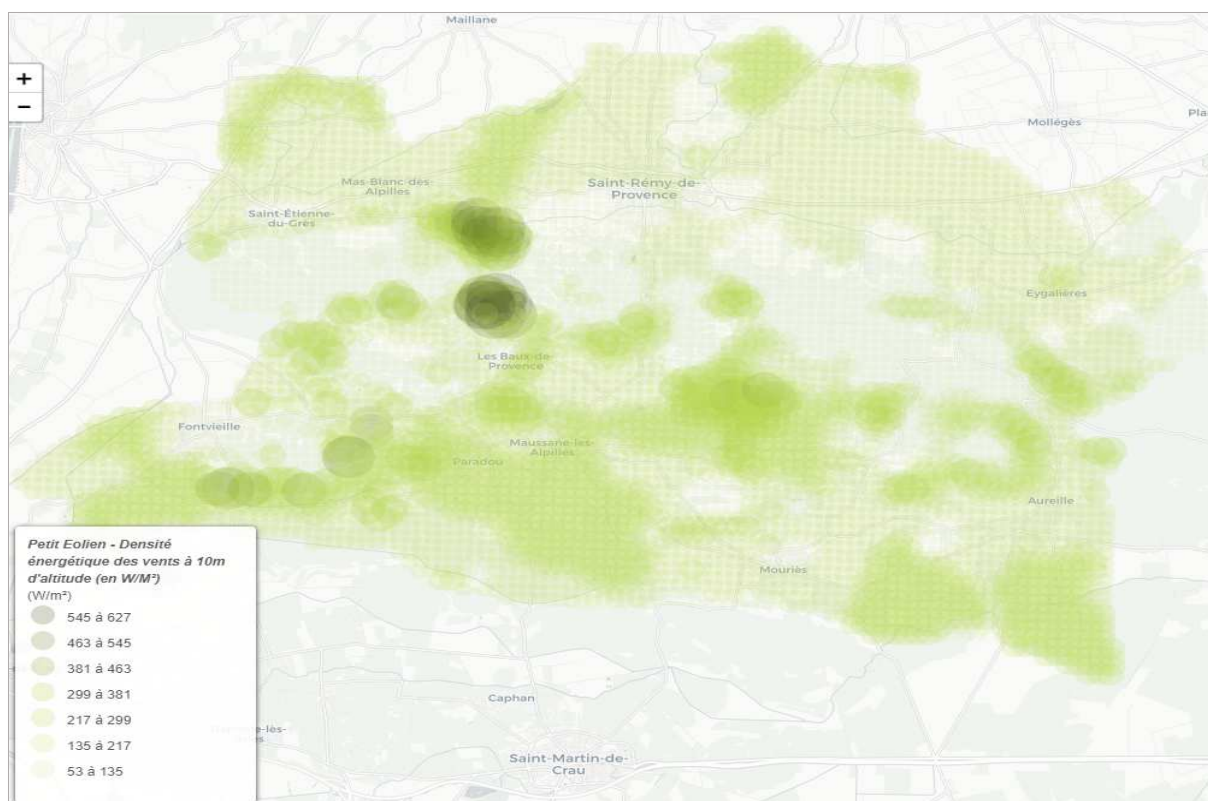 Maillane
+
−
Mollégès
Pla
Mas-Blanc-des-
Alpilles
Saint-Rémy-de-
Provence
Saint-Étienne-
du-Grès
Eygalières
Les Baux-de-
Provence
Fontvieille
Maussane-les-
Alpilles
Paradou
Aureille
Mouriès
Petit Eolien - Densité
énergétique des vents à 10m
d'altitude (en W/M²)
(W/m²)
545 à 627
463 à 545
381 à 463
299 à 381
217 à 299
135 à 217
53 à 135
Caphan
Saint-Martin-de-
Crau